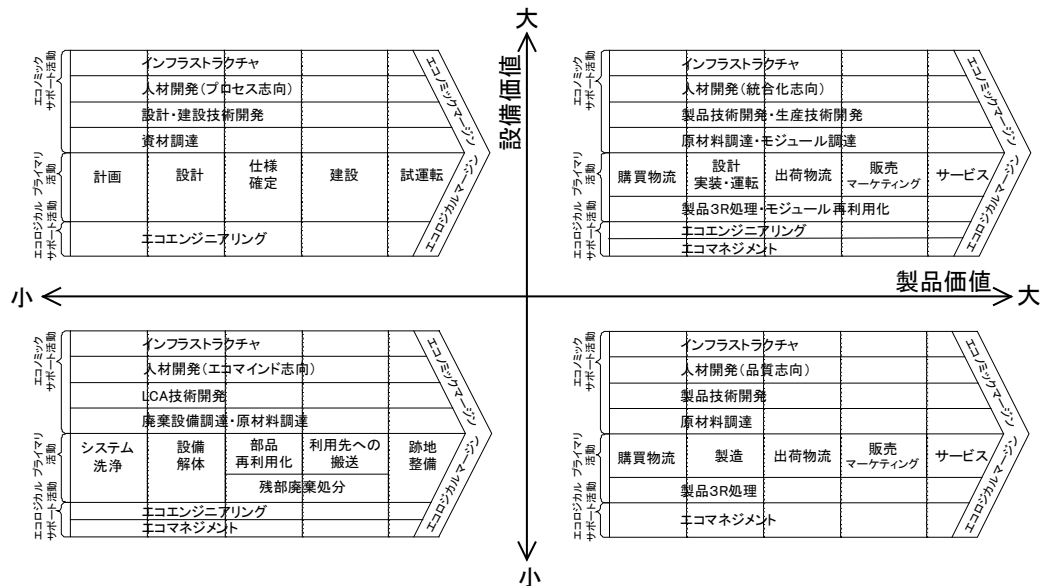 大
設備価値
小
製品価値
大
小
エコノミック
サポート活動
インフラストラクチャ
人材開発(プロセス志向)
設計・建設技術開発
資材調達
プライマリ
活動
計画
設計
仕様
確定
建設
試運転
エコロジカル
サポート活動
エコエンジニアリング
エコノミックマージン
エコロジカルマージン
エコノミック
サポート活動
インフラストラクチャ
人材開発(統合化志向)
製品技術開発・生産技術開発
原材料調達・モジュール調達
プライマリ
活動
購買物流
設計
実装・運転
出荷物流
販売
マーケティング
サービス
製品3R処理・モジュール再利用化
エコロジカル
サポート活動
エコエンジニアリング
エコマネジメント
エコノミックマージン
エコロジカルマージン
エコノミック
サポート活動
インフラストラクチャ
人材開発(エコマインド志向)
LCA技術開発
廃棄設備調達・原材料調達
プライマリ
活動
システム
洗浄
設備
解体
部品
再利用化
利用先への
搬送
跡地
整備
残部廃棄処分
エコロジカル
サポート活動
エコエンジニアリング
エコマネジメント
エコノミックマージン
エコロジカルマージン
エコノミック
サポート活動
インフラストラクチャ
人材開発(品質志向)
製品技術開発
原材料調達
プライマリ
活動
購買物流
製造
出荷物流
販売
マーケティング
サービス
製品3R処理
エコロジカル
サポート活動
エコマネジメント
エコノミックマージン
エコロジカルマージン